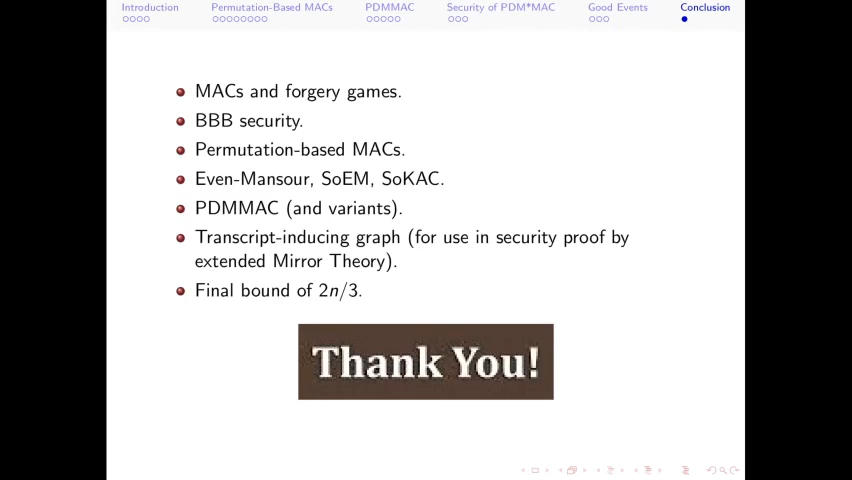 Introduction Permutation-Based MACs PDMMAC Security of PDM*MAC Good Events Conclusion
MACs and forgery games.
BBB security.
Permutation-based MACs.
Even-Mansour, SoEM, SoKAC.
PDMMAC (and variants).
Transcript-inducing graph (for use in security proof by
extended Mirror Theory).
Final bound of 2n/3.
Thank You!